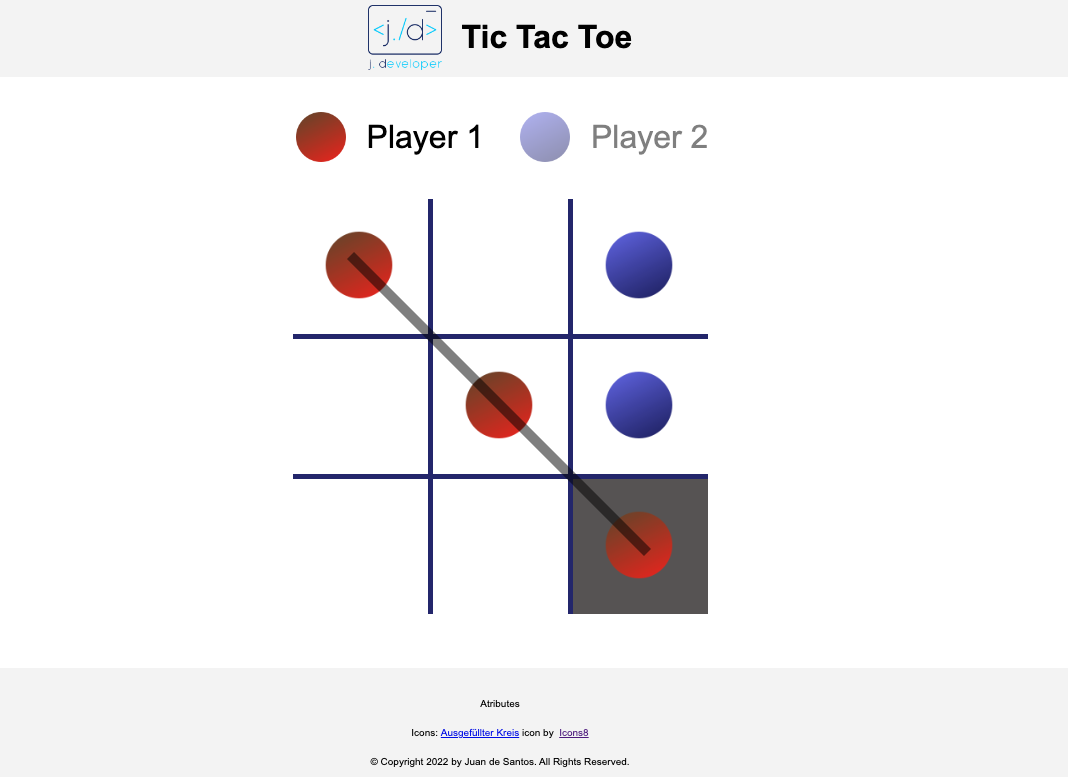 <j./d>
j. developer
Tic Tac Toe
Player 1 Player 2
Atributes
Icons: Ausgefüllter Kreis icon by Icons8
© Copyright 2022 by Juan de Santos. All Rights Reserved.